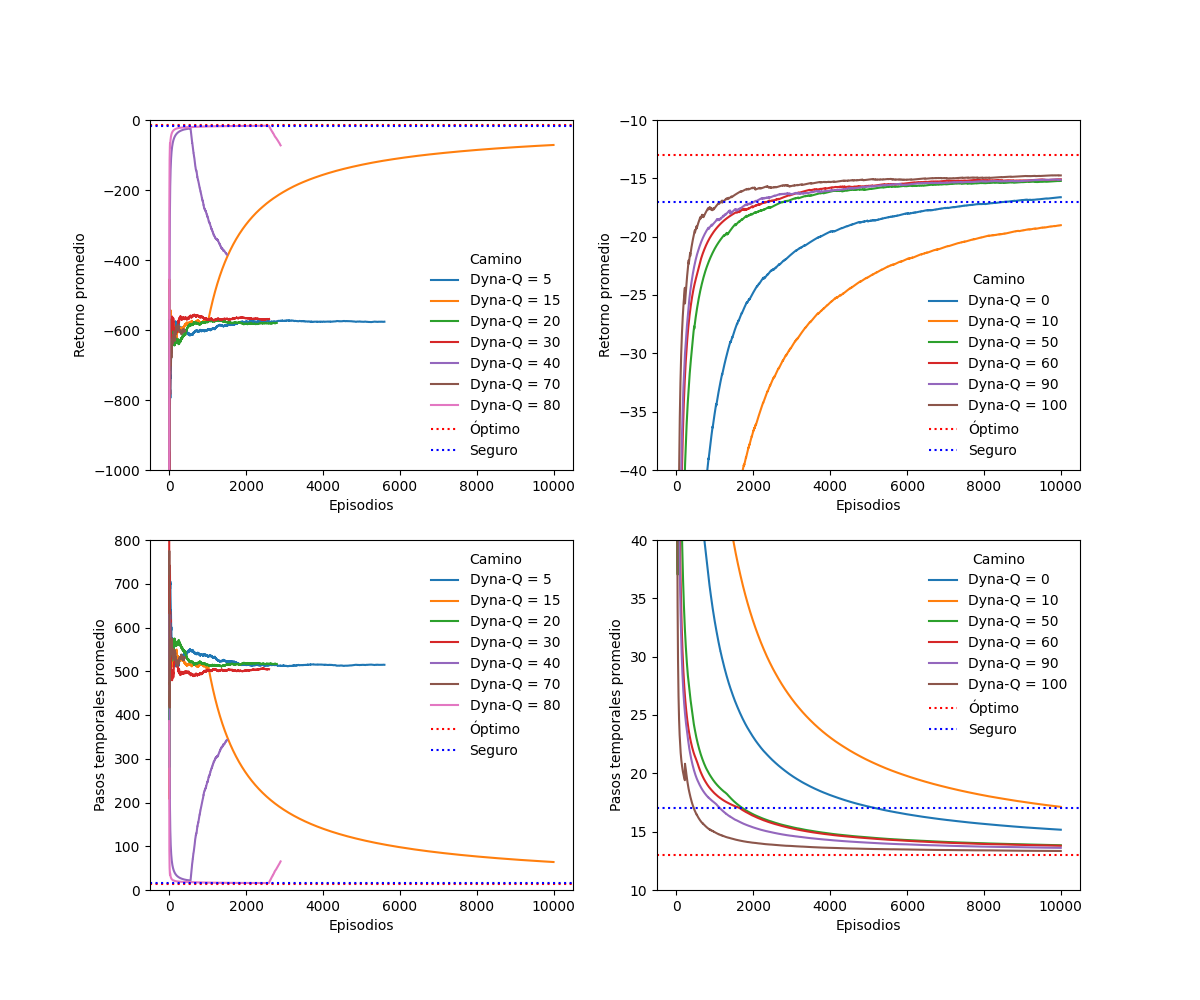 0
−200
−400
−600
−800
−1000
Retorno promedio
0
2000
4000
6000
8000
10000
Episodios
Camino
Dyna-Q = 5
Dyna-Q = 15
Dyna-Q = 20
Dyna-Q = 30
Dyna-Q = 40
Dyna-Q = 70
Dyna-Q = 80
Óptimo
Seguro
−10
−15
−20
−25
−30
−35
−40
Retorno promedio
0
2000
4000
6000
8000
10000
Episodios
Camino
Dyna-Q = 0
Dyna-Q = 10
Dyna-Q = 50
Dyna-Q = 60
Dyna-Q = 90
Dyna-Q = 100
Óptimo
Seguro
800
700
600
500
400
300
200
100
0
Pasos temporales promedio
0
2000
4000
6000
8000
10000
Episodios
Camino
Dyna-Q = 5
Dyna-Q = 15
Dyna-Q = 20
Dyna-Q = 30
Dyna-Q = 40
Dyna-Q = 70
Dyna-Q = 80
Óptimo
Seguro
40
35
30
25
20
15
10
Pasos temporales promedio
0
2000
4000
6000
8000
10000
Episodios
Camino
Dyna-Q = 0
Dyna-Q = 10
Dyna-Q = 50
Dyna-Q = 60
Dyna-Q = 90
Dyna-Q = 100
Óptimo
Seguro